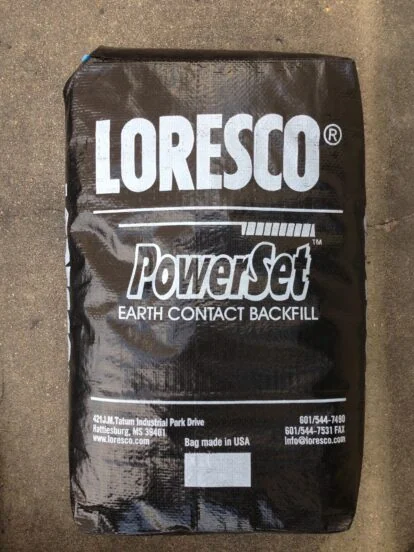 LORESCO®
PowerSet™
EARTH CONTACT BACKFILL
421 J.M. Tatum Industrial Park Drive
Hattiesburg, MS 39401
www.loresco.com
Bag made in USA
601/544-7490
601/544-7531 FAX
info@loresco.com